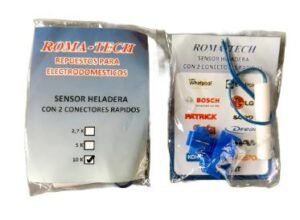 ROMA-TECH
REPUESTOS PARA
ELECTRODOMESTICOS
SENSOR HELADERA
CON 2 CONECTORES RAPIDOS
2,7 K
5 K
10 K
ROMA-TECH
SENSOR HELADERA
CON 2 CONECTORES RAPIDOS
Whirlpool
BOSCH
LG
PATRICK
Drean